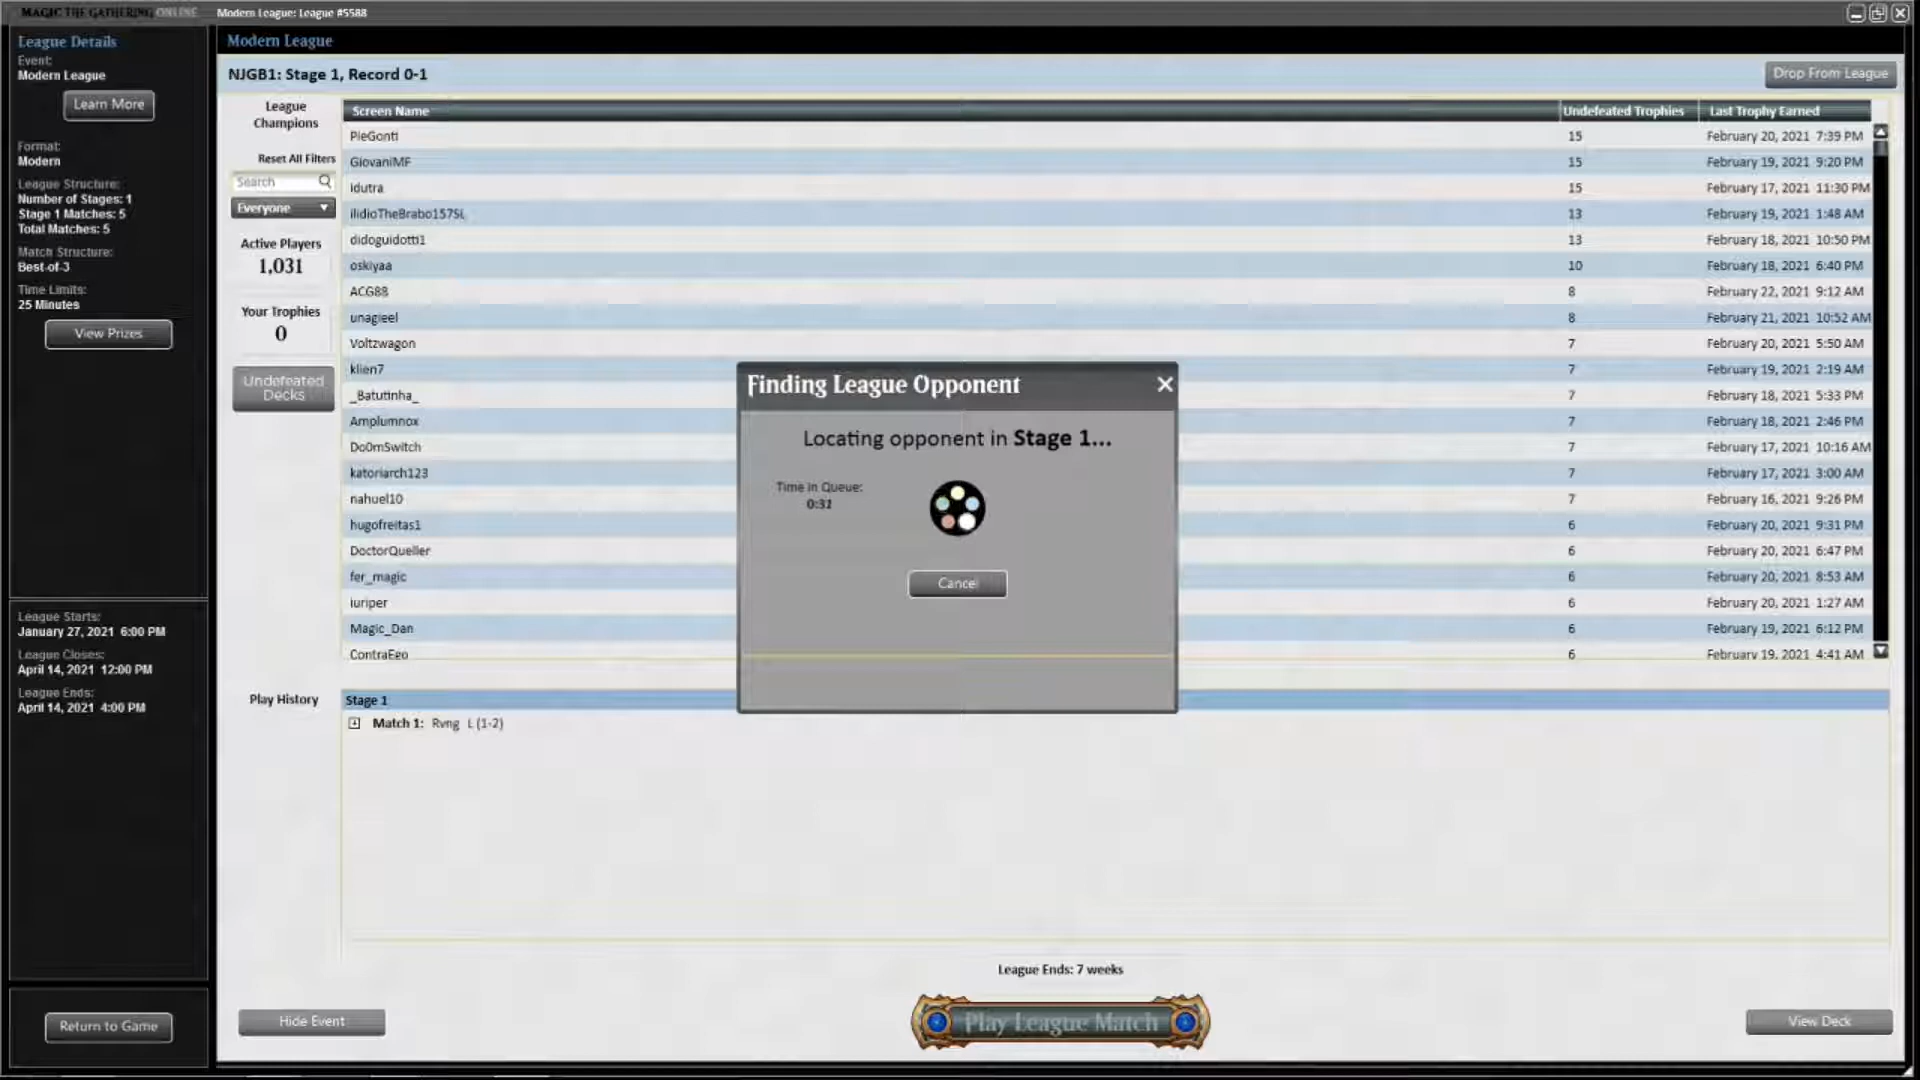 MAGIC THE GATHERING ONLINE
Modern League: League #5588
League Details
Event:
Modern League
Learn More
Format:
Modern
League Structure:
Number of Stages: 1
Stage 1 Matches: 5
Total Matches: 5
Match Structure:
Best-of-3
Time Limits:
25 Minutes
View Prizes
League Starts:
January 27, 2021 6:00 PM
League Closes:
April 14, 2021 12:00 PM
League Ends:
April 14, 2021 4:00 PM
Return to Game
Modern League
NJGB1: Stage 1, Record 0-1
Drop From League
League
Champions
Reset All Filters
Search
Everyone
Active Players
1,031
Your Trophies
0
Undefeated
Decks
Screen Name Undefeated Trophies Last Trophy Earned
PieGonti 15 February 20, 2021 7:39 PM
GiovaniMF 15 February 19, 2021 9:20 PM
idutra 15 February 17, 2021 11:30 PM
ilidioTheBrabo157SL 13 February 19, 2021 1:48 AM
didoguidotti1 13 February 18, 2021 10:50 PM
oskiyaa 10 February 18, 2021 6:40 PM
ACG88 8 February 22, 2021 9:12 AM
unagieel 8 February 21, 2021 10:52 AM
Voltzwagon 7 February 20, 2021 5:50 AM
klien7 7 February 19, 2021 2:19 AM
_Batutinha_ 7 February 18, 2021 5:33 PM
Amplumnox 7 February 18, 2021 2:46 PM
Do0mSwitch 7 February 17, 2021 10:16 AM
katoriarch123 7 February 17, 2021 3:00 AM
nahuel10 7 February 16, 2021 9:26 PM
hugofreitas1 6 February 20, 2021 9:31 PM
DoctorQueller 6 February 20, 2021 6:47 PM
fer_magic 6 February 20, 2021 8:53 AM
iuriper 6 February 20, 2021 1:27 AM
Magic_Dan 6 February 19, 2021 6:12 PM
ContraEgo 6 February 19, 2021 4:41 AM
Finding League Opponent
Locating opponent in Stage 1...
Time in Queue:
0:31
Cancel
Play History
Stage 1
Match 1: Rvng L (1-2)
League Ends: 7 weeks
Hide Event
Play League Match
View Deck